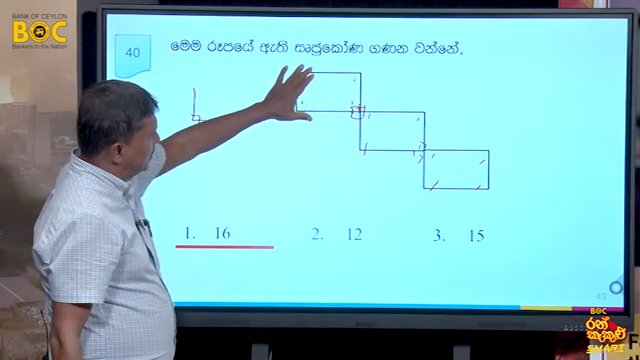 BANK OF CEYLON
BOC
Bankers to the Nation
40
මෙම රූපයේ ඇති සෘජුකෝණ ගණන වන්නේ,
1. 16
2. 12
3. 15
43
BOC
රන්
කැකුළු
SMART
F